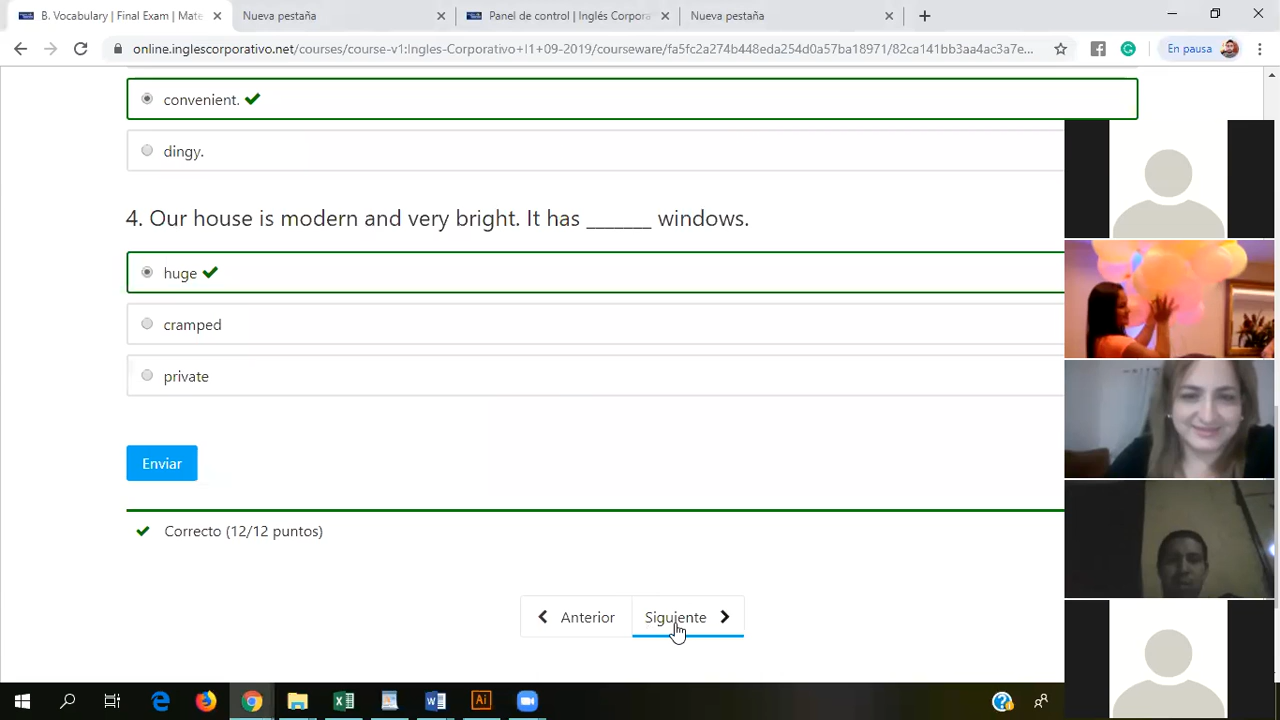 B. Vocabulary | Final Exam | Mate
Nueva pestaña
Panel de control | Inglés Corpora
Nueva pestaña
online.inglescorporativo.net/courses/course-v1:Ingles-Corporativo+I1+09-2019/courseware/fa5fc2a274b448eda254d0a57ba18971/82ca141bb3aa4ac3a7e...
En pausa
convenient.
dingy.
4. Our house is modern and very bright. It has _______ windows.
huge
cramped
private
Enviar
Correcto (12/12 puntos)
Anterior
Siguiente